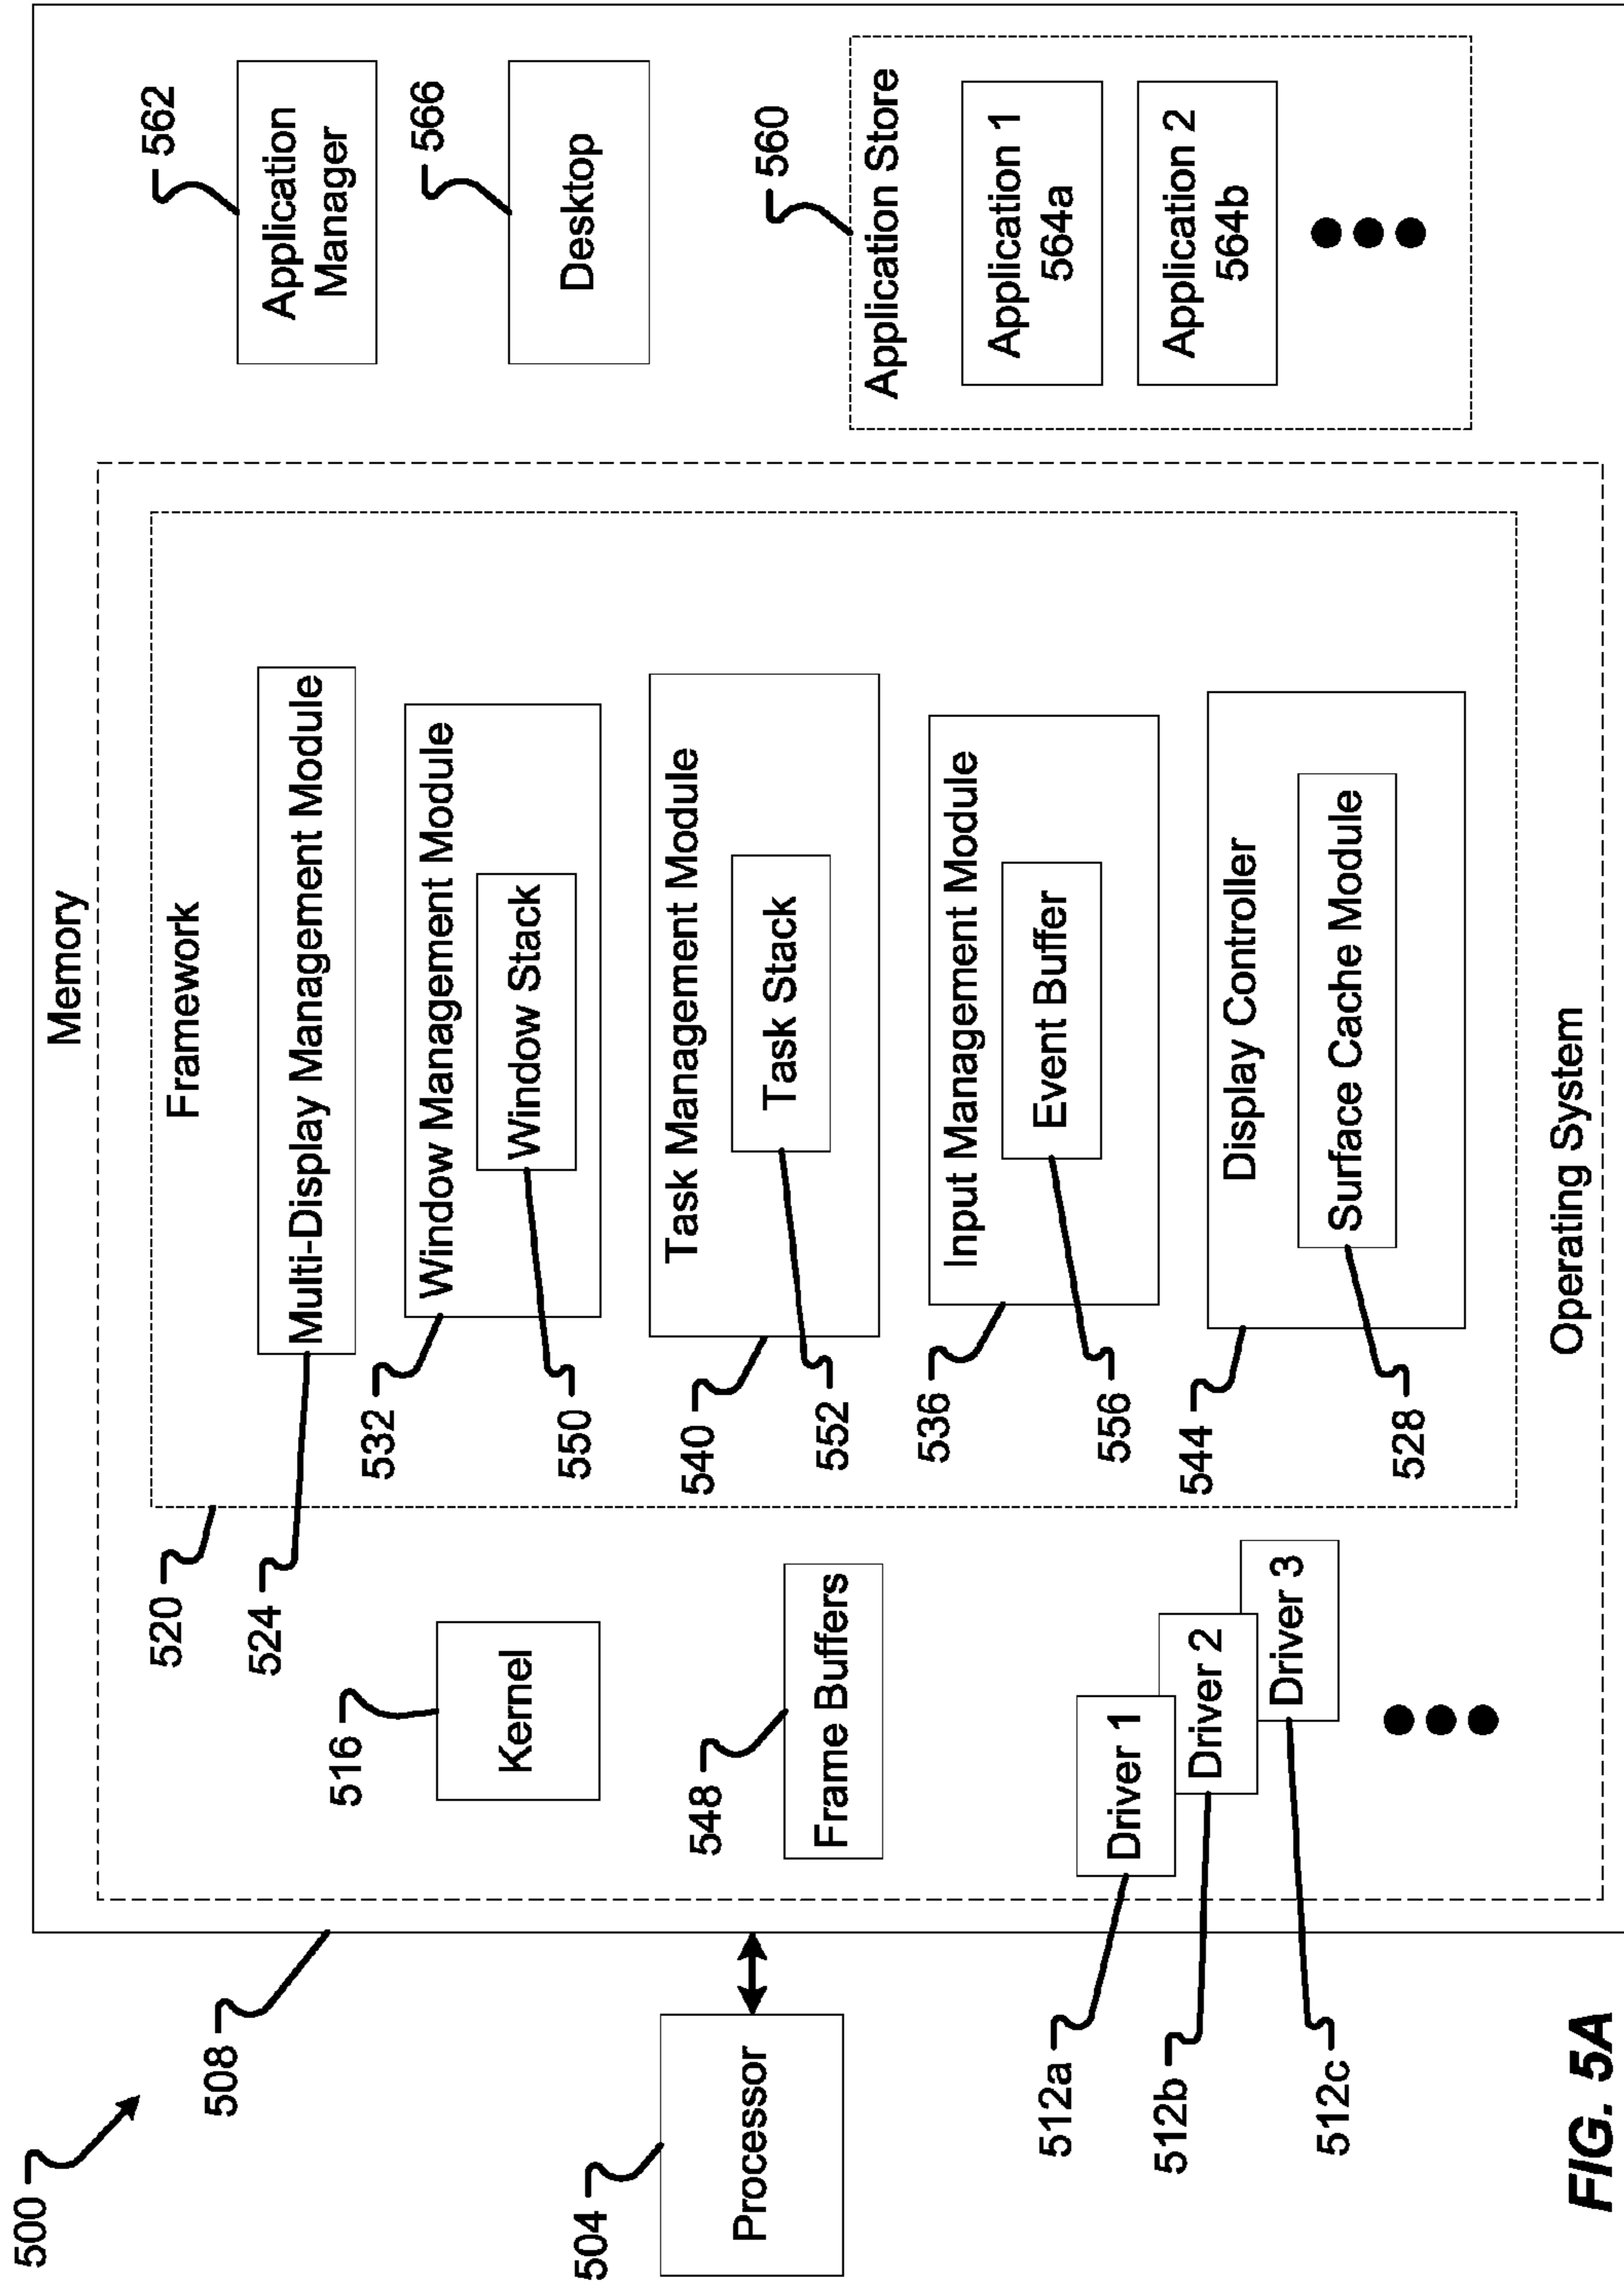 500
508
504
Processor
Memory
520
524
516
Kernel
548
Frame Buffers
512a
Driver 1
512b
Driver 2
512c
Driver 3
Framework
Multi-Display Management Module
532
Window Management Module
550
Window Stack
540
Task Management Module
552
Task Stack
536
Input Management Module
556
Event Buffer
544
Display Controller
528
Surface Cache Module
Operating System
562
Application
Manager
566
Desktop
560
Application Store
Application 1
564a
Application 2
564b
FIG. 5A